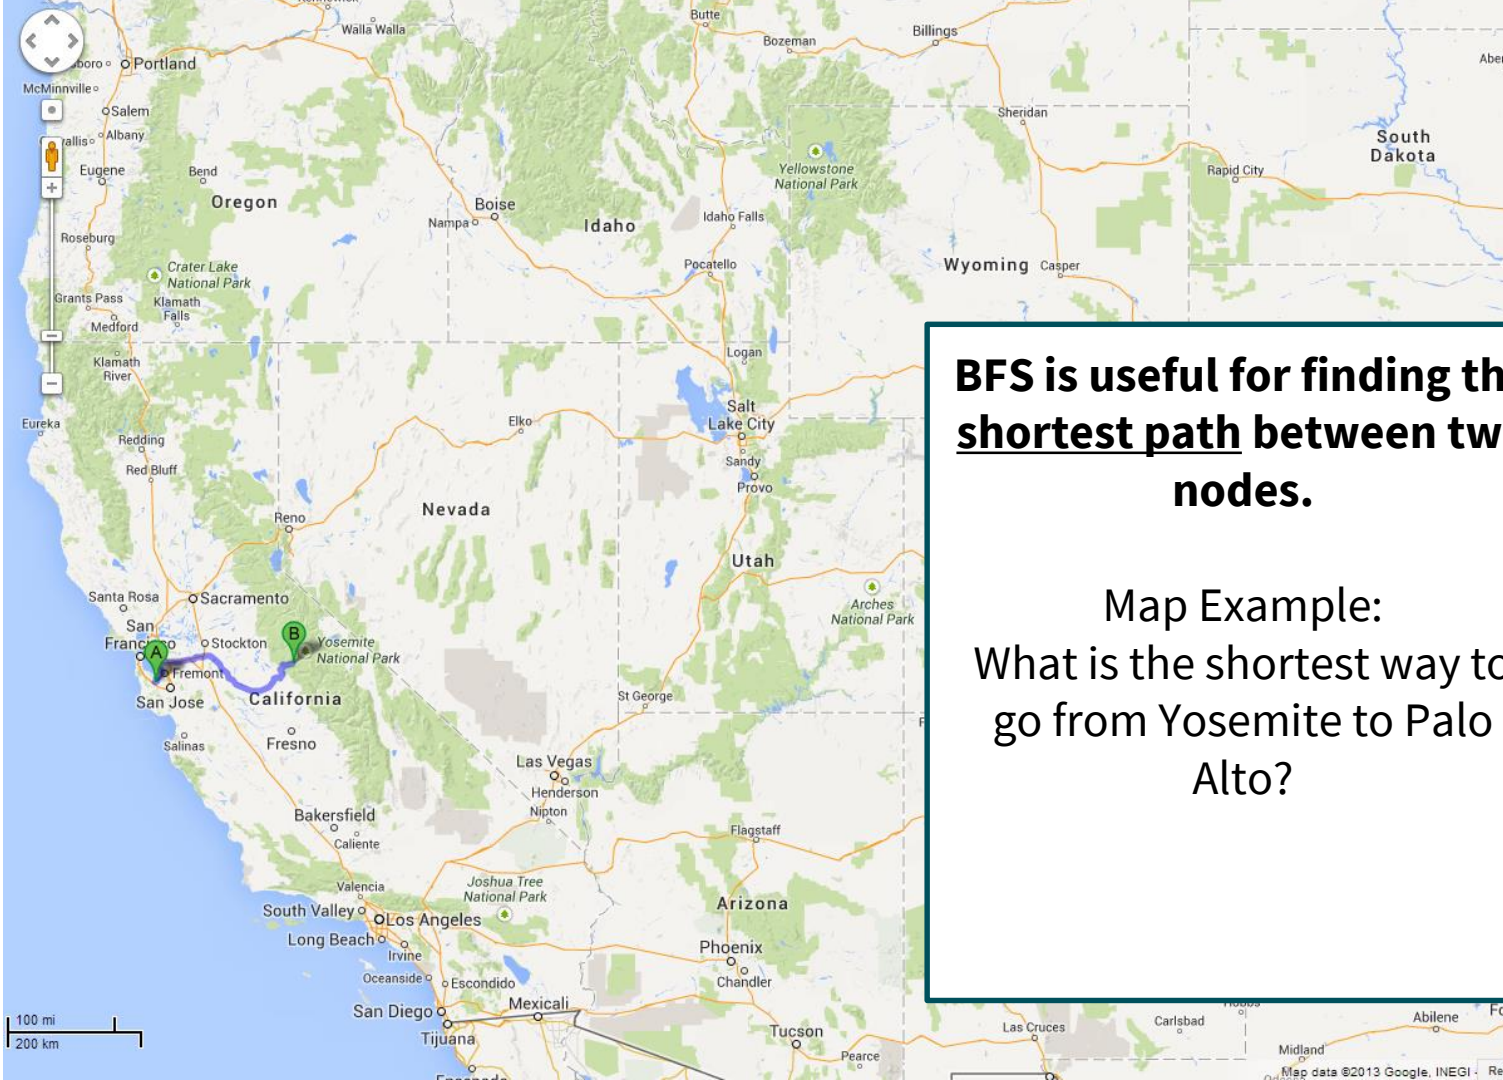 Walla Walla
Butte
Bozeman
Billings
Portland
McMinnville
Salem
Albany
Eugene
Bend
Oregon
Boise
Nampa
Idaho
Idaho Falls
Yellowstone
National Park
Sheridan
South
Dakota
Rapid City
Roseburg
Crater Lake
National Park
Pocatello
Wyoming
Casper
Grants Pass
Klamath
Falls
Medford
Klamath
River
Logan
Eureka
Redding
Red Bluff
Elko
Salt
Lake City
Sandy
Provo
Nevada
Reno
Utah
Santa Rosa
Sacramento
San
Francisco
Stockton
A
B
Yosemite
National Park
Fremont
San Jose
California
Arches
National Park
St George
Salinas
Fresno
Las Vegas
Henderson
Nipton
Bakersfield
Caliente
Flagstaff
Valencia
Joshua Tree
National Park
South Valley
Los Angeles
Arizona
Long Beach
Irvine
Phoenix
Chandler
Oceanside
Escondido
San Diego
Mexicali
Tijuana
Tucson
Pearce
Las Cruces
Carlsbad
Abilene
Midland
100 mi
200 km
BFS is useful for finding th
shortest path between tw
nodes.
Map Example:
What is the shortest way to
go from Yosemite to Palo
Alto?
Map data ©2013 Google, INEGI - Re